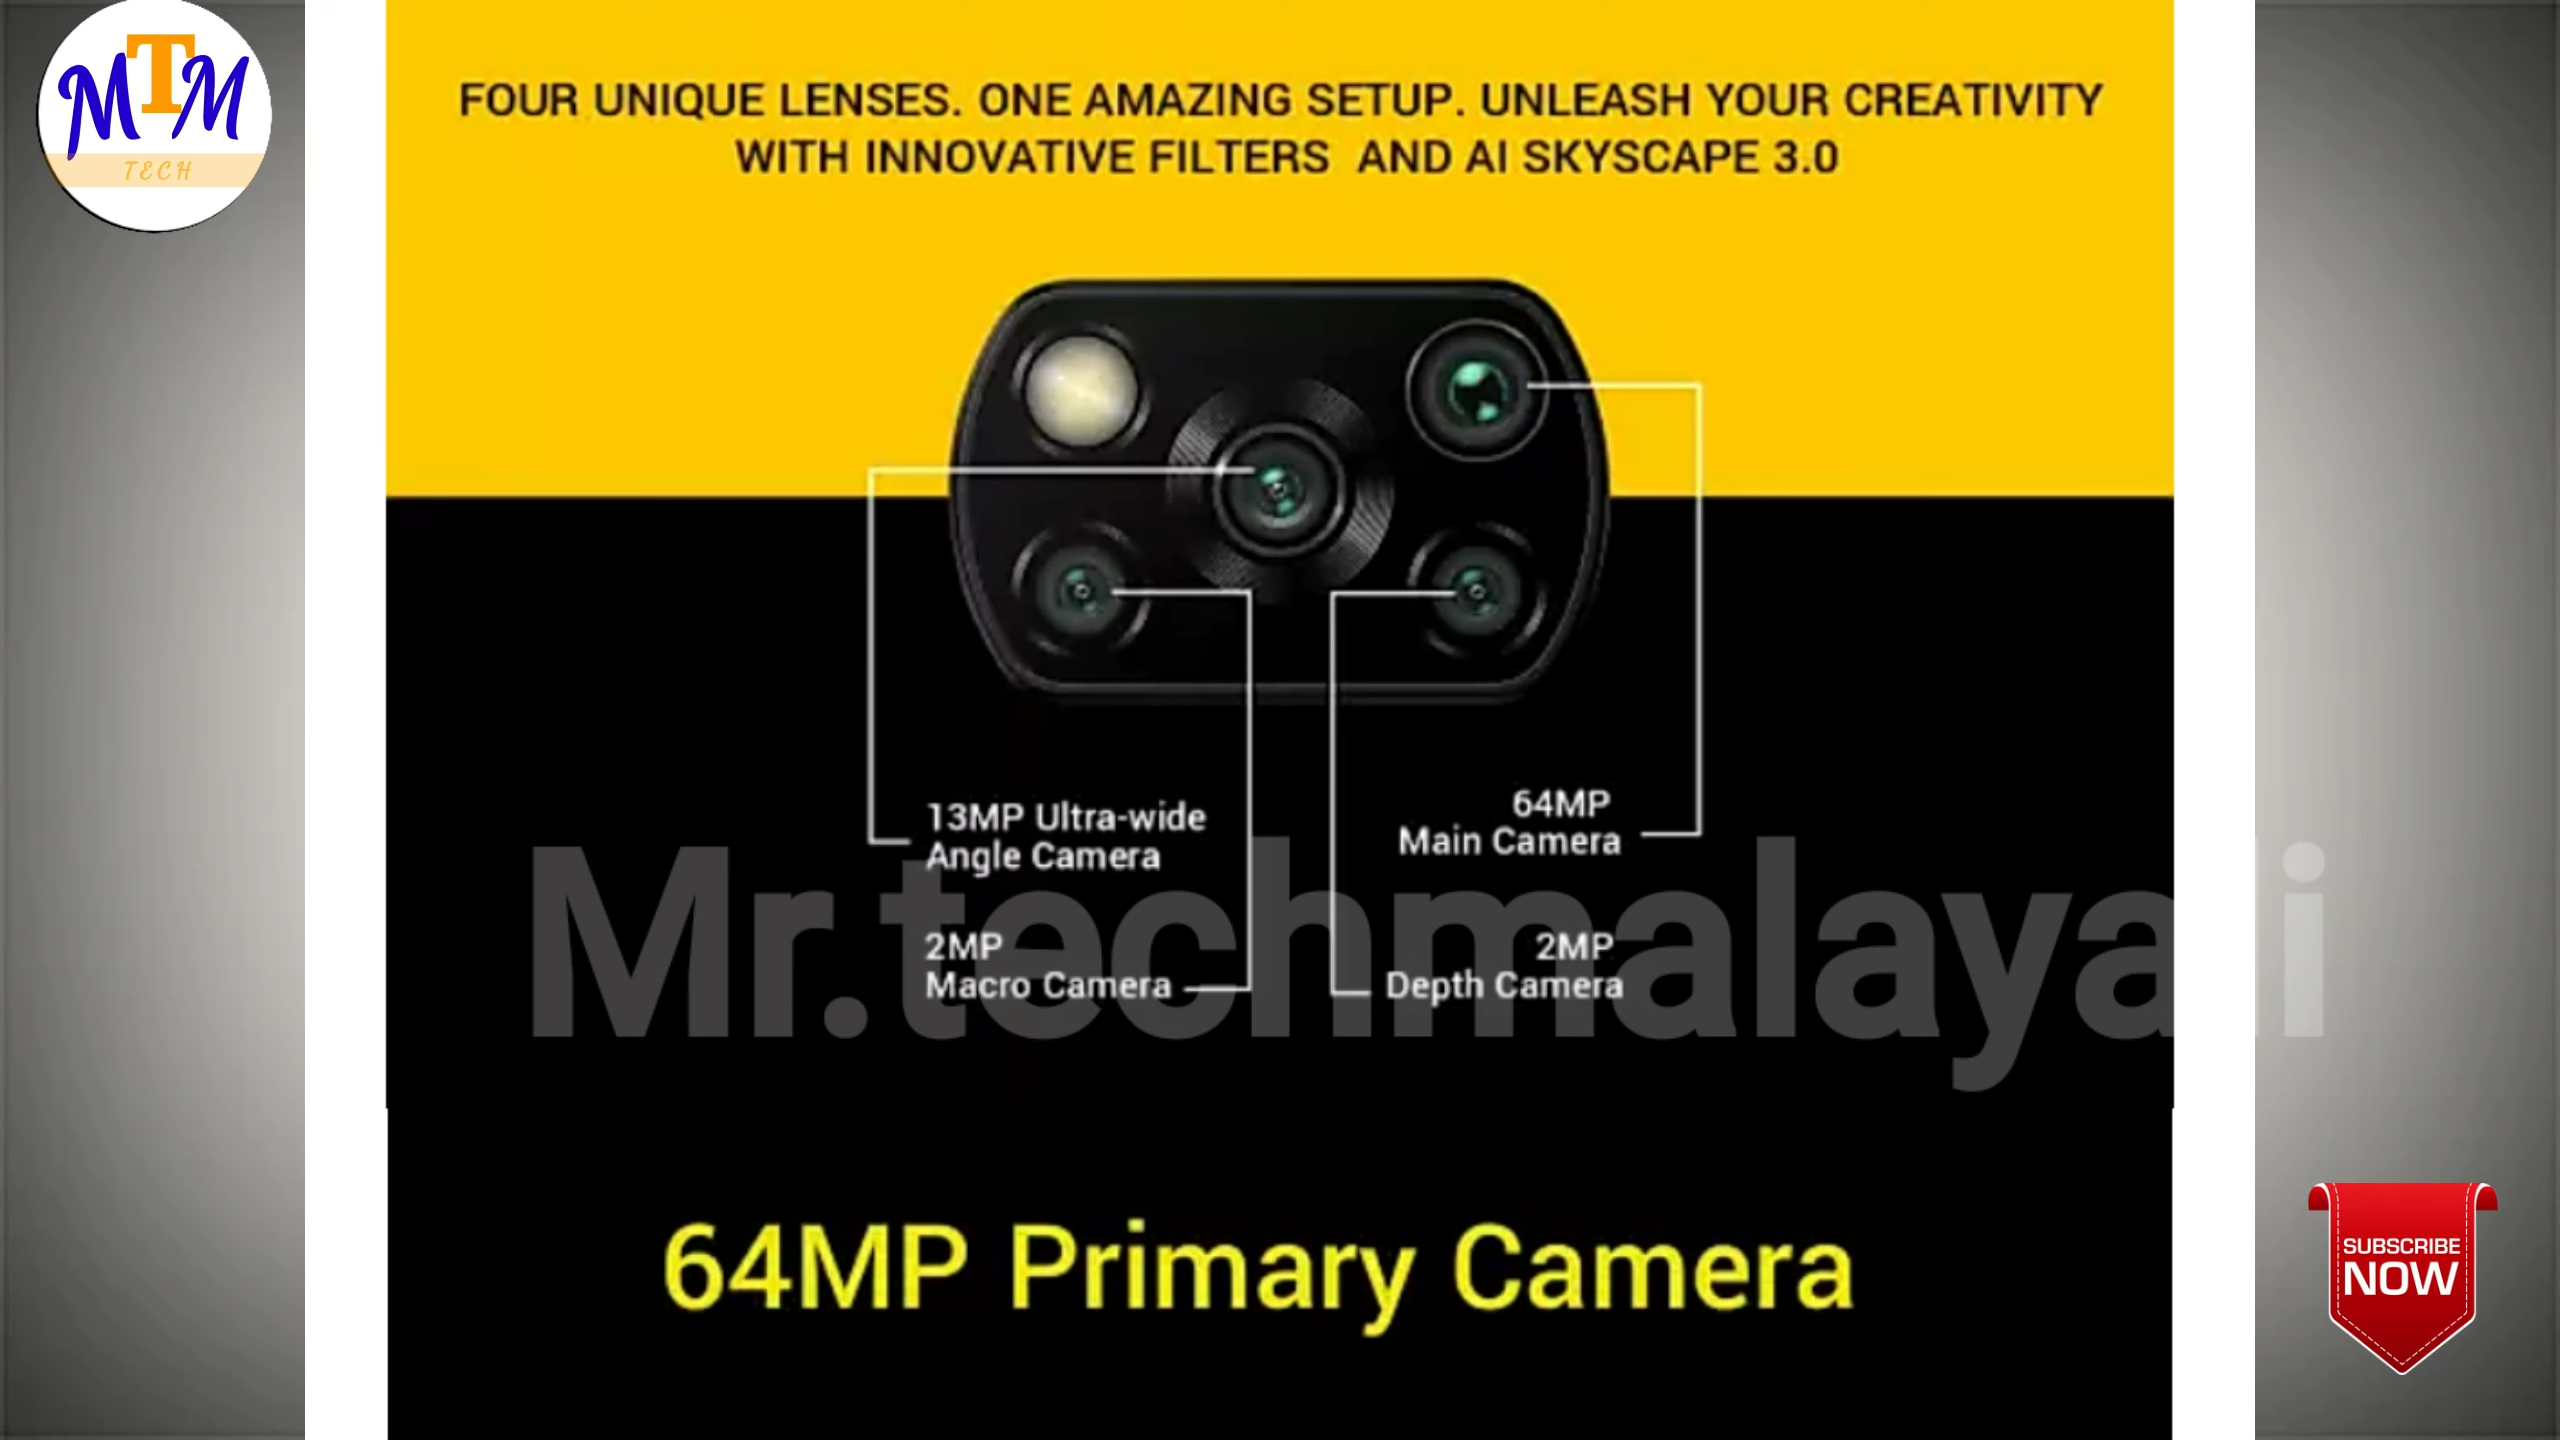 MTM
TECH
FOUR UNIQUE LENSES. ONE AMAZING SETUP. UNLEASH YOUR CREATIVITY
WITH INNOVATIVE FILTERS AND AI SKYSCAPE 3.0
13MP Ultra-wide
Angle Camera
64MP
Main Camera
2MP
Macro Camera
2MP
Depth Camera
Mr.techmalayali
64MP Primary Camera
SUBSCRIBE
NOW